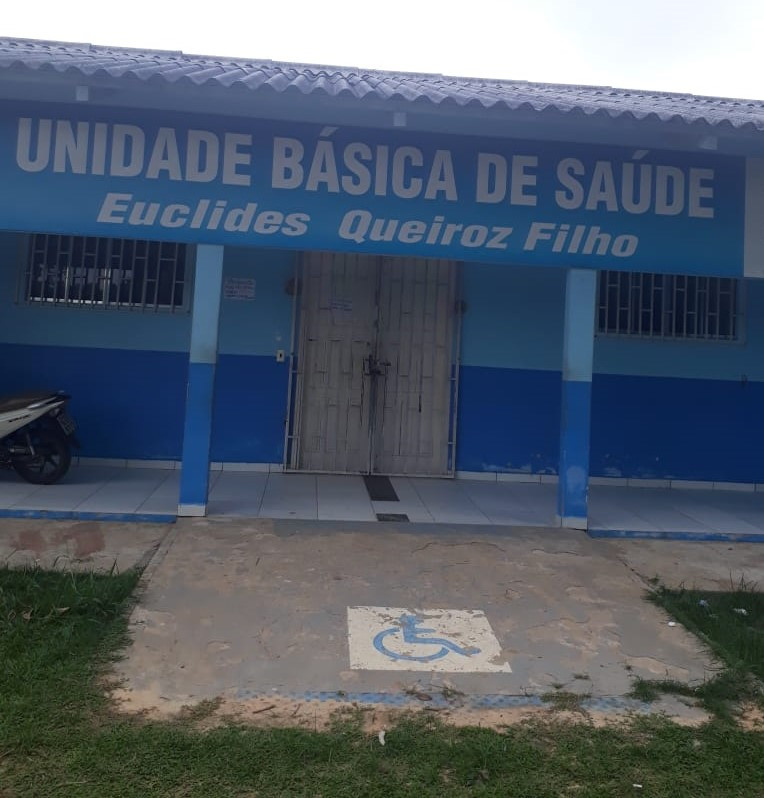 UNIDADE BÁSICA DE SAÚDE
Euclides Queiroz Filho